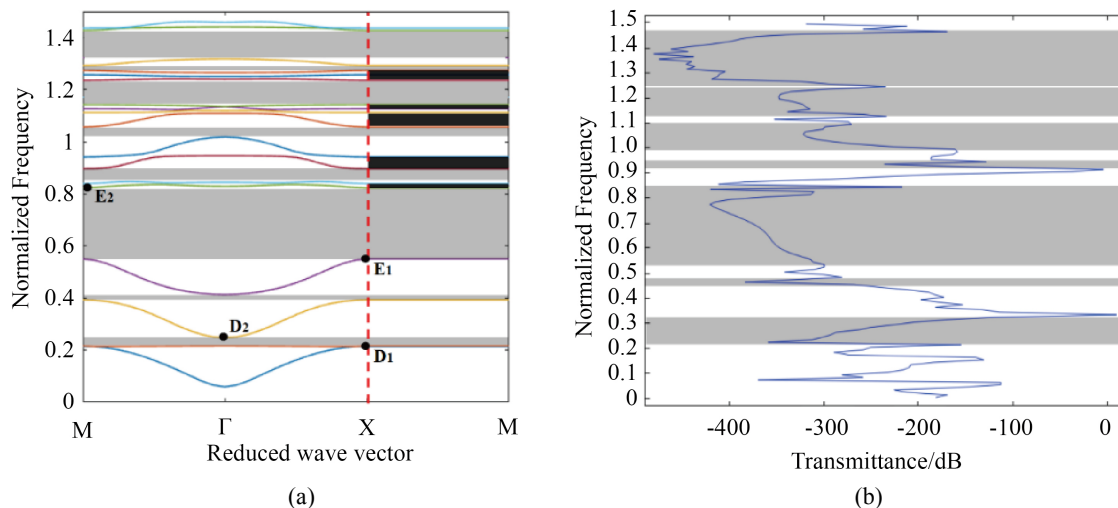 1.4
1.2
1
0.8
0.6
0.4
0.2
0
Normalized Frequency
E2
E1
D2
D1
M Γ X M
Reduced wave vector
(a)
1.5
1.4
1.3
1.2
1.1
1.0
0.9
0.8
0.7
0.6
0.5
0.4
0.3
0.2
0.1
0
Normalized Frequency
-400 -300 -200 -100 0
Transmittance/dB
(b)